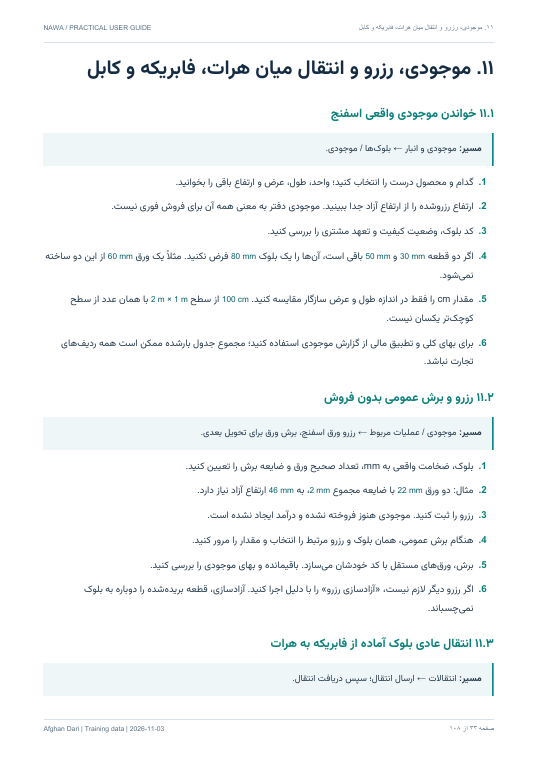 NAWA / PRACTICAL USER GUIDE
۱۱. موجودی، رزرو و انتقال میان هرات، فابریکه و کابل
۱۱. موجودی، رزرو و انتقال میان هرات، فابریکه و کابل
۱۱.۱ خواندن موجودی واقعی اسفنج
مسیر: موجودی و انبار ← بلوک‌ها / موجودی.
1. گدام و محصول درست را انتخاب کنید؛ واحد، طول، عرض و ارتفاع باقی را بخوانید.
2. ارتفاع رزروشده را از ارتفاع آزاد جدا ببینید. موجودی دفتر به معنی همه آن برای فروش فوری نیست.
3. کد بلوک، وضعیت کیفیت و تعهد مشتری را بررسی کنید.
4. اگر دو قطعه 30 mm و 50 mm باقی است، آن‌ها را یک بلوک 80 mm فرض نکنید. مثلاً یک ورق 60 mm از این دو ساخته
نمی‌شود.
5. مقدار cm را فقط در اندازه طول و عرض سازگار مقایسه کنید. 100 cm از سطح 2 m × 1 m با همان عدد از سطح
کوچک‌تر یکسان نیست.
6. برای بهای کلی و تطبیق مالی از گزارش موجودی استفاده کنید؛ مجموع جدول بارشده ممکن است همه ردیف‌های
تجارت نباشد.
۱۱.۲ رزرو و برش عمومی بدون فروش
مسیر: موجودی / عملیات مربوط ← رزرو ورق اسفنج، برش ورق برای تحویل بعدی.
1. بلوک، ضخامت واقعی به mm، تعداد صحیح ورق و ضایعه برش را تعیین کنید.
2. مثال: دو ورق 22 mm با ضایعه مجموع 2 mm، به 46 mm ارتفاع آزاد نیاز دارد.
3. رزرو را ثبت کنید. موجودی هنوز فروخته نشده و درآمد ایجاد نشده است.
4. هنگام برش عمومی، همان بلوک و رزرو مرتبط را انتخاب و مقدار را مرور کنید.
5. برش، ورق‌های مستقل با کد خودشان می‌سازد. باقیمانده و بهای موجودی را بررسی کنید.
6. اگر رزرو دیگر لازم نیست، «آزادسازی رزرو» را با دلیل اجرا کنید. آزادسازی، قطعه بریده‌شده را دوباره به بلوک
نمی‌چسباند.
۱۱.۳ انتقال عادی بلوک آماده از فابریکه به هرات
مسیر: انتقالات ← ارسال انتقال؛ سپس دریافت انتقال.
Afghan Dari | Training data | 2026-11-03
صفحه ۳۳ از ۱۰۸